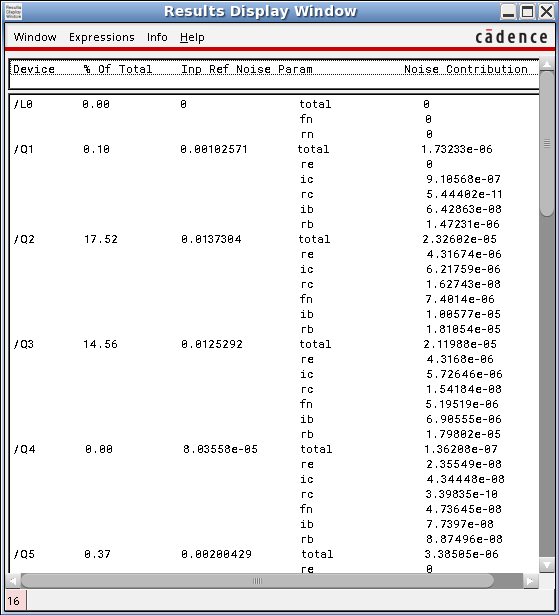 Results Display Window
Window Expressions Info Help cādence
Device % Of Total Inp Ref Noise Param Noise Contribution
/L0 0.00 0 total 0
fn 0
rn 0
/Q1 0.10 0.00102571 total 1.73233e-06
re 0
ic 9.10568e-07
rc 5.44402e-11
ib 6.42863e-08
rb 1.47231e-06
/Q2 17.52 0.0137304 total 2.32602e-05
re 4.31674e-06
ic 6.21759e-06
rc 1.62743e-08
fn 7.4014e-06
ib 1.00577e-05
rb 1.81054e-05
/Q3 14.56 0.0125292 total 2.11988e-05
re 4.3168e-06
ic 5.72646e-06
rc 1.54184e-08
fn 5.19519e-06
ib 6.90555e-06
rb 1.79802e-05
/Q4 0.00 8.03558e-05 total 1.36208e-07
re 2.35549e-08
ic 4.34448e-08
rc 3.39835e-10
fn 4.73645e-08
ib 7.7397e-08
rb 8.87496e-08
/Q5 0.37 0.00200429 total 3.38505e-06
re 0
16